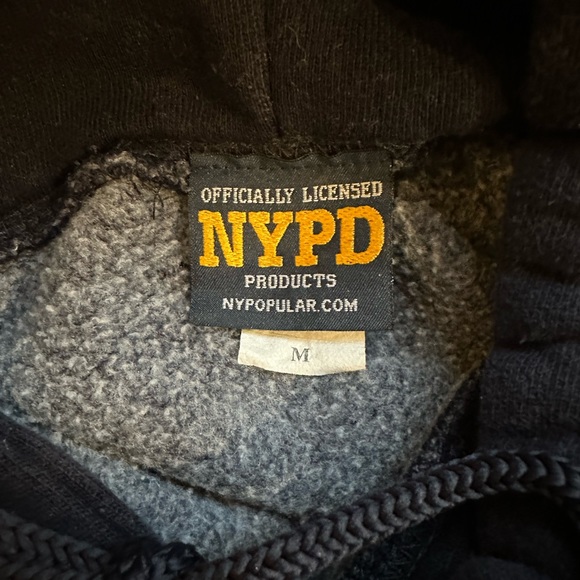 OFFICIALLY LICENSED
NYPD
PRODUCTS
NYPOPULAR.COM
M